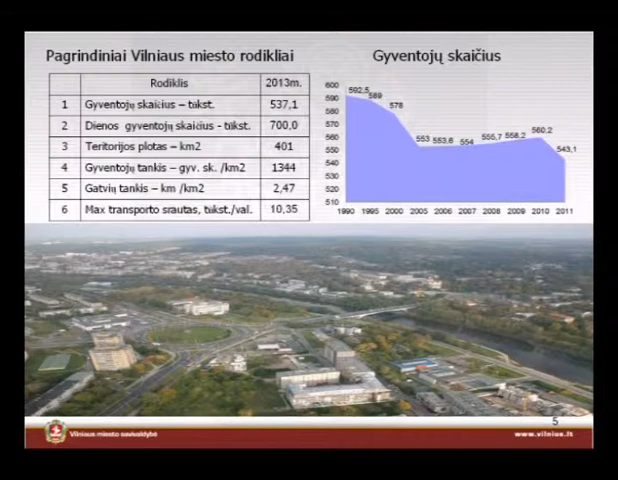 Pagrindiniai Vilniaus miesto rodikliai
Rodiklis 2013m.
1 Gyventojų skaičius – tūkst. 537,1
2 Dienos gyventojų skaičius - tūkst. 700,0
3 Teritorijos plotas – km2 401
4 Gyventojų tankis – gyv. sk. /km2 1344
5 Gatvių tankis – km /km2 2,47
6 Max transporto srautas, tūkst./val. 10,35
Gyventojų skaičius
600
590
580
570
560
550
540
530
520
510
592,5 589 578 553 553,6 554 555,7 558,2 560,2 543,1
1990 1995 2000 2005 2006 2007 2008 2009 2010 2011
5
Vilniaus miesto savivaldybė
www.vilnius.lt